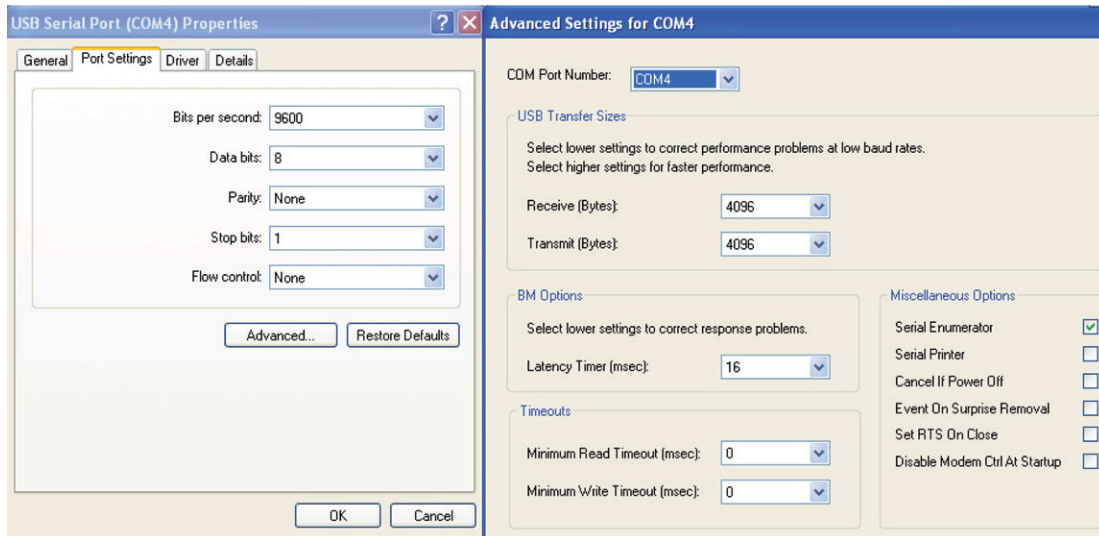 USB Serial Port (COM4) Properties
General Port Settings Driver Details
Bits per second: 9600
Data bits: 8
Parity: None
Stop bits: 1
Flow control: None
Advanced... Restore Defaults
OK Cancel
Advanced Settings for COM4
COM Port Number: COM4
USB Transfer Sizes
Select lower settings to correct performance problems at low baud rates.
Select higher settings for faster performance.
Receive (Bytes): 4096
Transmit (Bytes): 4096
BM Options
Select lower settings to correct response problems.
Latency Timer (msec): 16
Timeouts
Minimum Read Timeout (msec): 0
Minimum Write Timeout (msec): 0
Miscellaneous Options
Serial Enumerator
Serial Printer
Cancel If Power Off
Event On Surprise Removal
Set RTS On Close
Disable Modem Ctrl At Startup